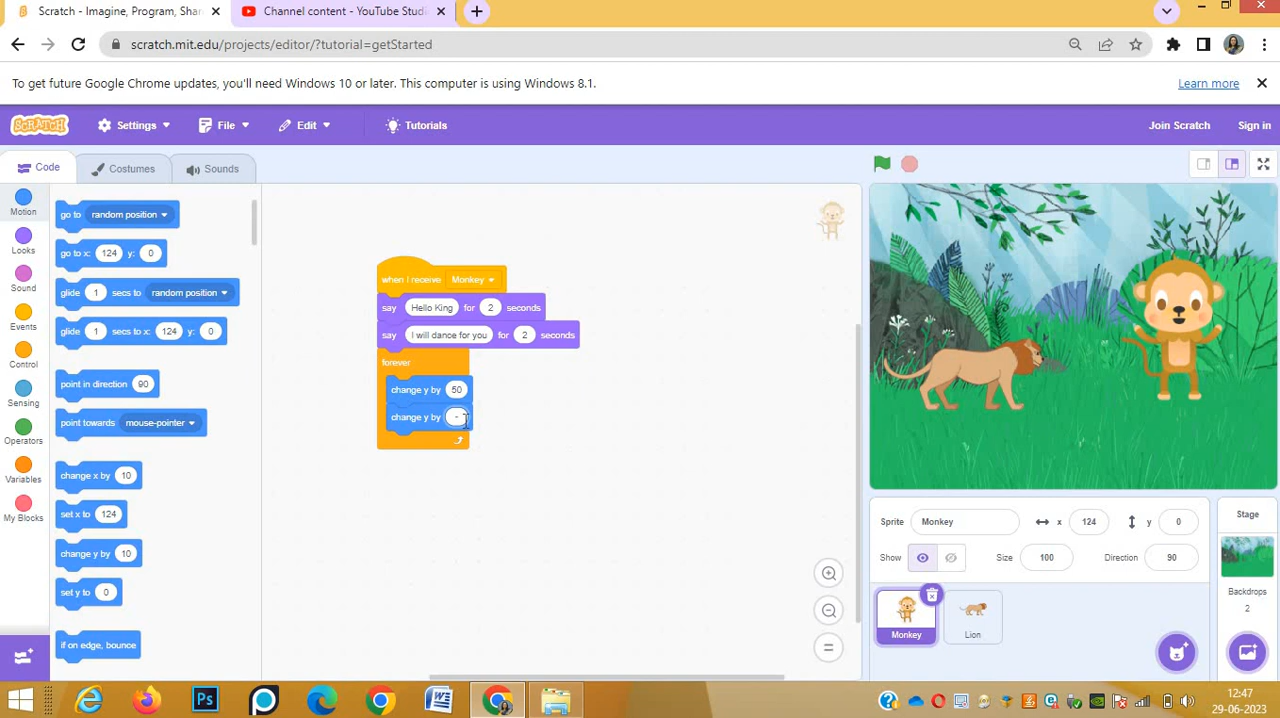 Scratch - Imagine, Program, Shar
Channel content - YouTube Studi
scratch.mit.edu/projects/editor/?tutorial=getStarted
To get future Google Chrome updates, you'll need Windows 10 or later. This computer is using Windows 8.1.
Learn more
SCRATCH
Settings
File
Edit
Tutorials
Join Scratch
Sign in
Code
Costumes
Sounds
Motion
Looks
Sound
Events
Control
Sensing
Operators
Variables
My Blocks
go to random position
go to x: 124 y: 0
glide 1 secs to random position
glide 1 secs to x: 124 y: 0
point in direction 90
point towards mouse-pointer
change x by 10
set x to 124
change y by 10
set y to 0
if on edge, bounce
when I receive Monkey
say Hello King for 2 seconds
say I will dance for you for 2 seconds
forever
change y by 50
change y by -
Sprite Monkey
x 124
y 0
Show
Size 100
Direction 90
Monkey
Lion
Stage
Backdrops
2
Ps
12:47
29-06-2023